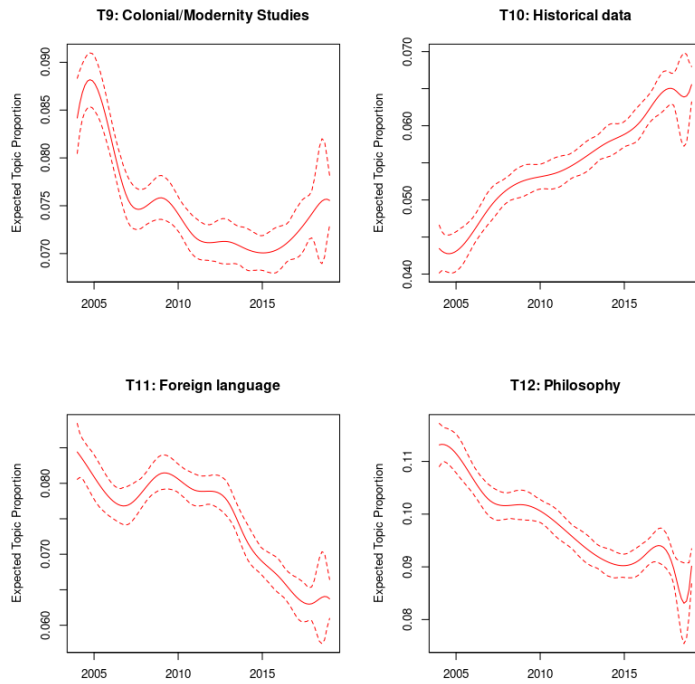 T9: Colonial/Modernity Studies
Expected Topic Proportion
0.090
0.085
0.080
0.075
0.070
2005 2010 2015
T10: Historical data
Expected Topic Proportion
0.070
0.060
0.050
0.040
2005 2010 2015
T11: Foreign language
Expected Topic Proportion
0.080
0.070
0.060
2005 2010 2015
T12: Philosophy
Expected Topic Proportion
0.11
0.10
0.09
0.08
2005 2010 2015